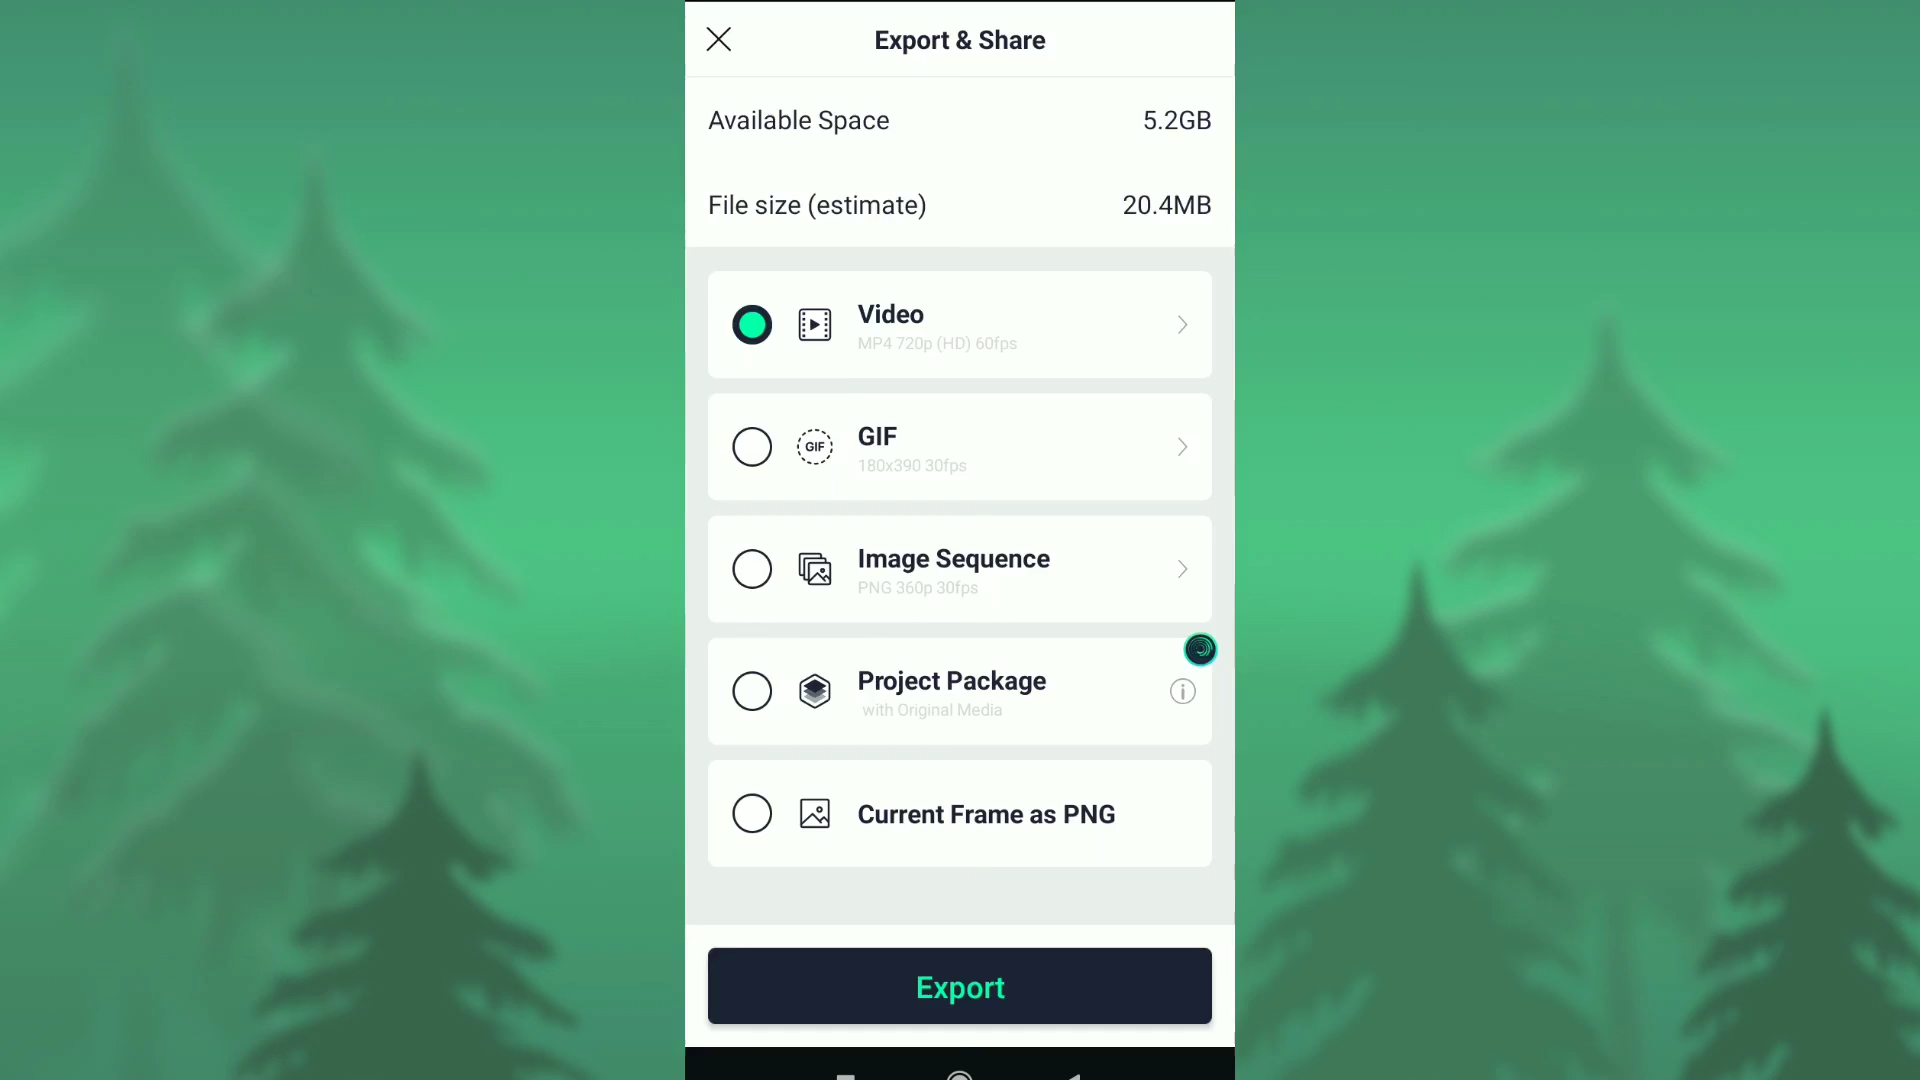 Export & Share
Available Space 5.2GB
File size (estimate) 20.4MB
Video
MP4 720p (HD) 60fps
GIF
GIF
180x390 30fps
Image Sequence
PNG 360p 30fps
Project Package
with Original Media
Current Frame as PNG
Export